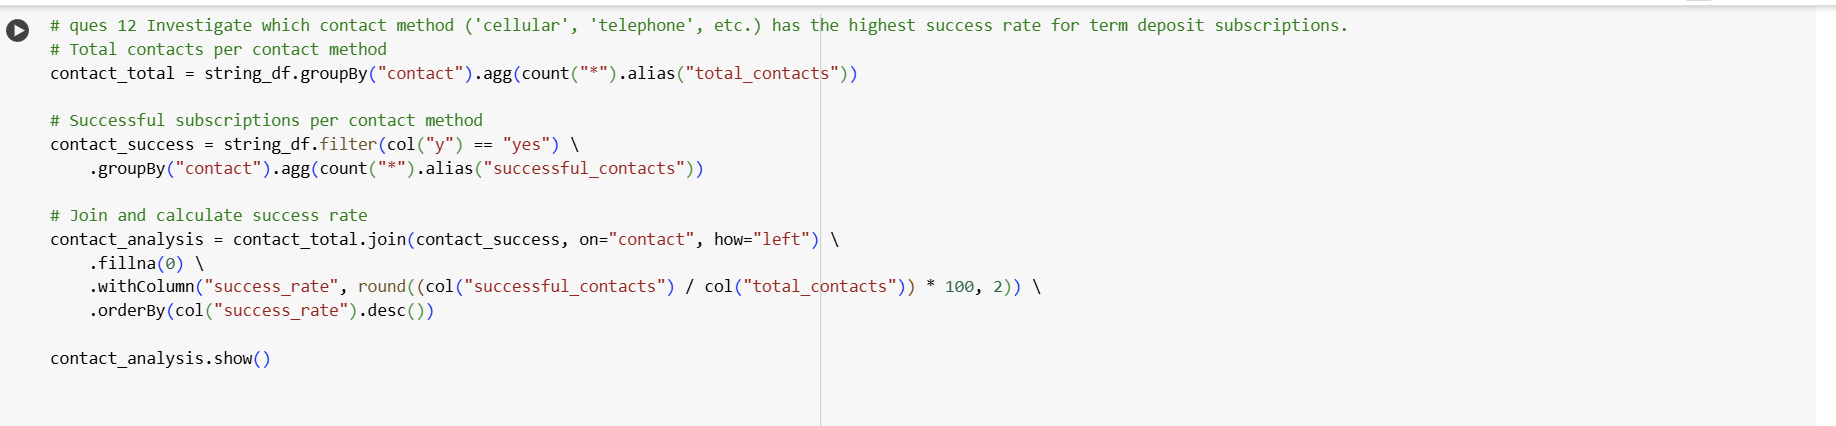 # ques 12 Investigate which contact method ('cellular', 'telephone', etc.) has the highest success rate for term deposit subscriptions.
# Total contacts per contact method
contact_total = string_df.groupBy("contact").agg(count("*").alias("total_contacts"))
# Successful subscriptions per contact method
contact_success = string_df.filter(col("y") == "yes") \
.groupBy("contact").agg(count("*").alias("successful_contacts"))
# Join and calculate success rate
contact_analysis = contact_total.join(contact_success, on="contact", how="left") \
.fillna(0) \
.withColumn("success_rate", round((col("successful_contacts") / col("total_contacts")) * 100, 2)) \
.orderBy(col("success_rate").desc())
contact_analysis.show()